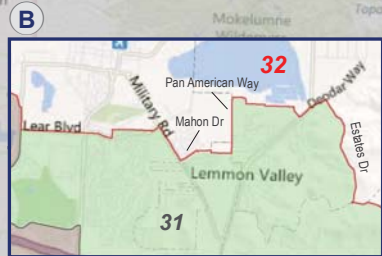 Mokelumne
Wilderness
B
32
Pan American Way
Deodar Way
Military Rd
Lear Blvd
Mahon Dr
Estates Dr
Lemmon Valley
31